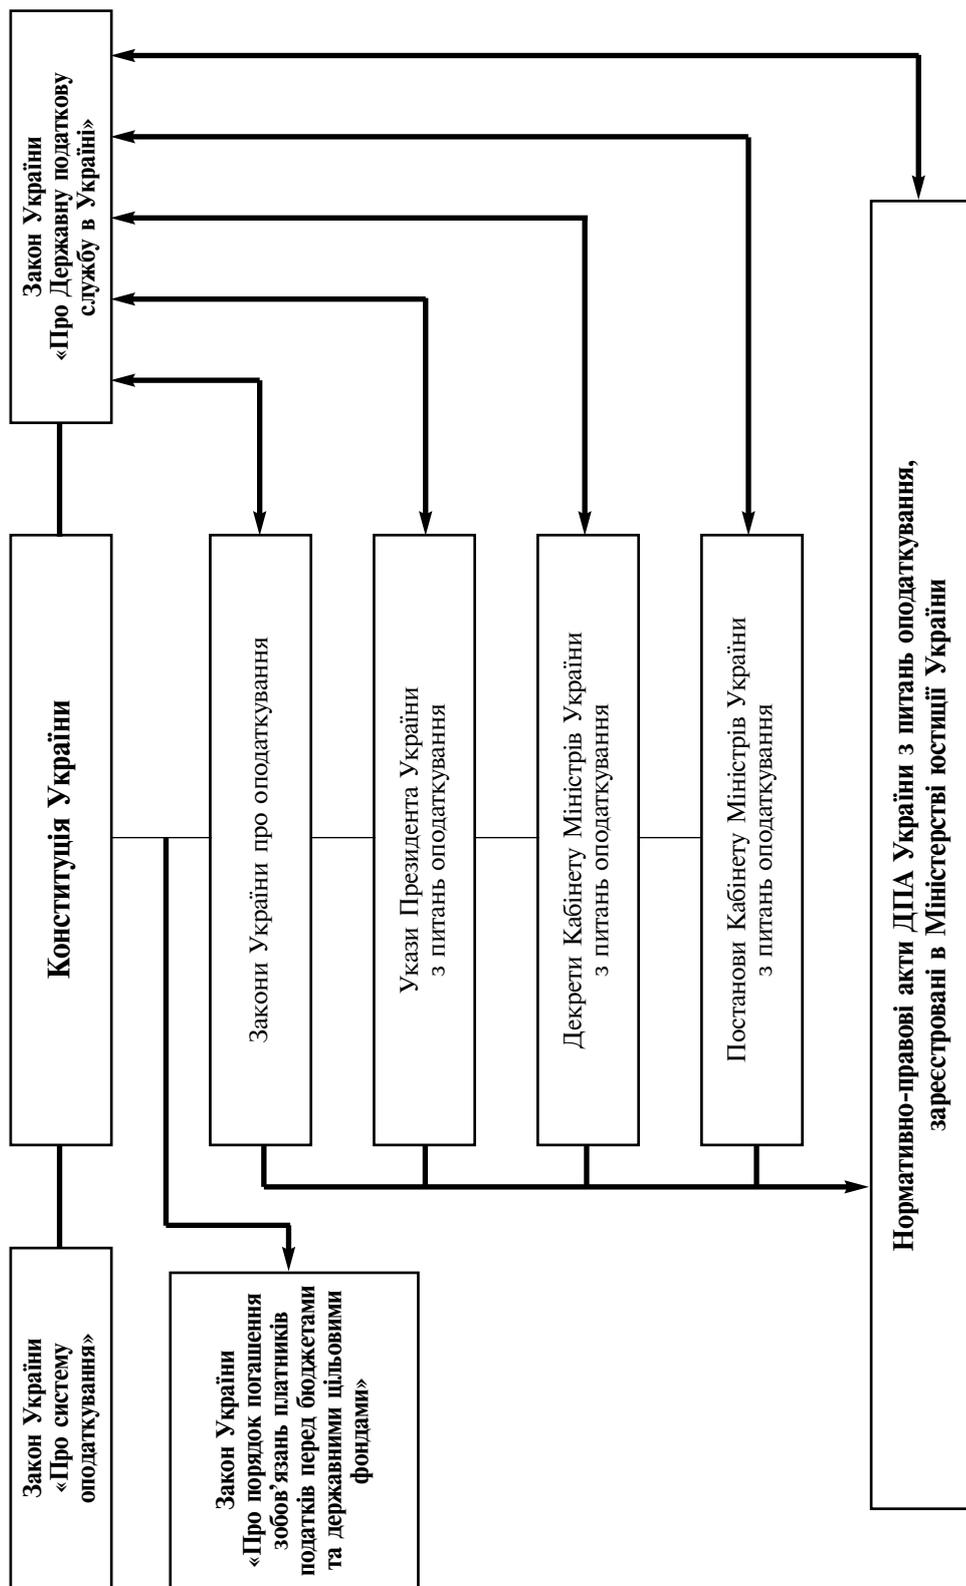 Закон України
«Про систему
оподаткування»
Конституція України
Закон України
«Про Державну податкову
службу в Україні»
Закон України
«Про порядок погашення
зобов’язань платників
податків перед бюджетами
та державними цільовими
фондами»
Закони України про оподаткування
Укази Президента України
з питань оподаткування
Декрети Кабінету Міністрів України
з питань оподаткування
Постанови Кабінету Міністрів України
з питань оподаткування
Нормативно-правові акти ДПА України з питань оподаткування,
зареєстровані в Міністерстві юстиції України